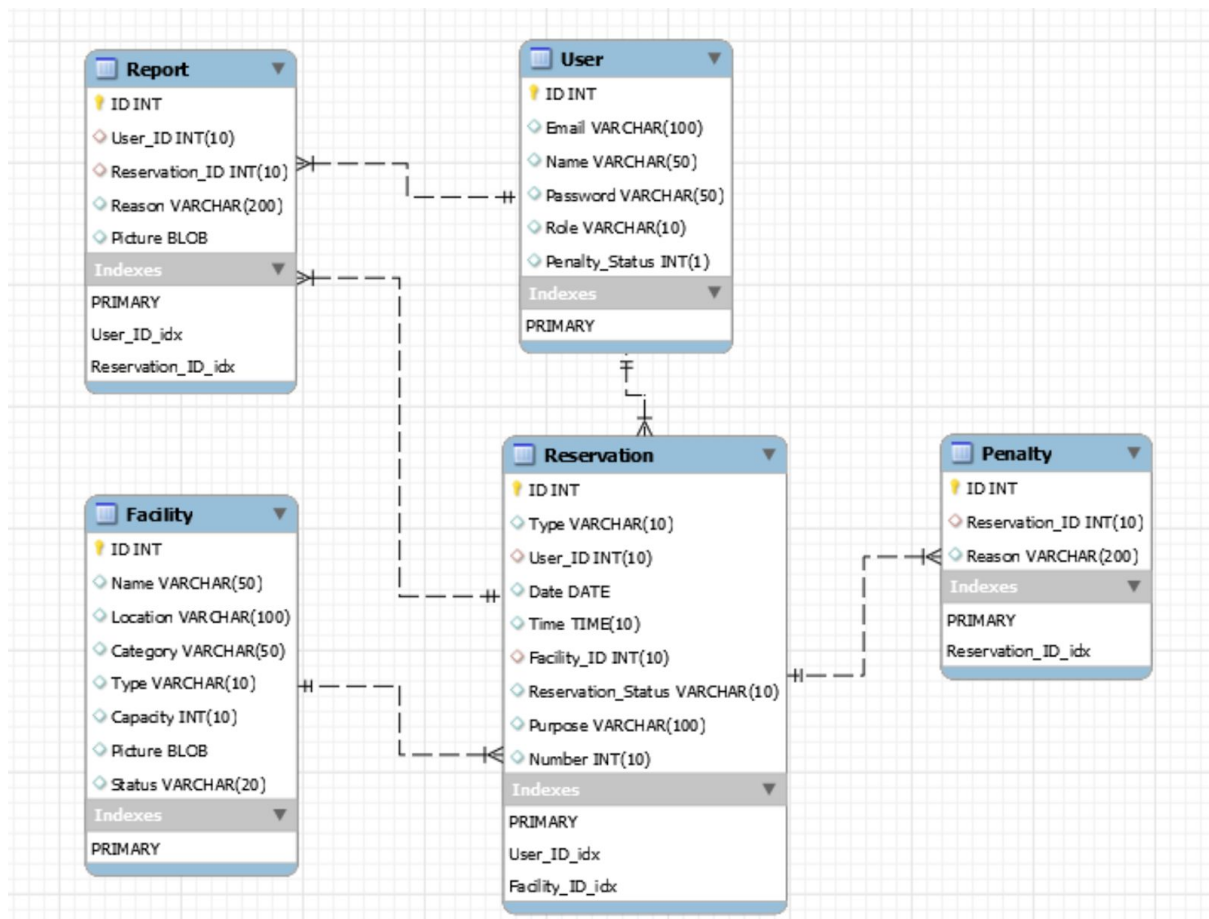 Report
ID INT
User_ID INT(10)
Reservation_ID INT(10)
Reason VARCHAR(200)
Picture BLOB
Indexes
PRIMARY
User_ID_idx
Reservation_ID_idx
User
ID INT
Email VARCHAR(100)
Name VARCHAR(50)
Password VARCHAR(50)
Role VARCHAR(10)
Penalty_Status INT(1)
Indexes
PRIMARY
Facility
ID INT
Name VARCHAR(50)
Location VARCHAR(100)
Category VARCHAR(50)
Type VARCHAR(10)
Capacity INT(10)
Picture BLOB
Status VARCHAR(20)
Indexes
PRIMARY
Reservation
ID INT
Type VARCHAR(10)
User_ID INT(10)
Date DATE
Time TIME(10)
Facility_ID INT(10)
Reservation_Status VARCHAR(10)
Purpose VARCHAR(100)
Number INT(10)
Indexes
PRIMARY
User_ID_idx
Facility_ID_idx
Penalty
ID INT
Reservation_ID INT(10)
Reason VARCHAR(200)
Indexes
PRIMARY
Reservation_ID_idx